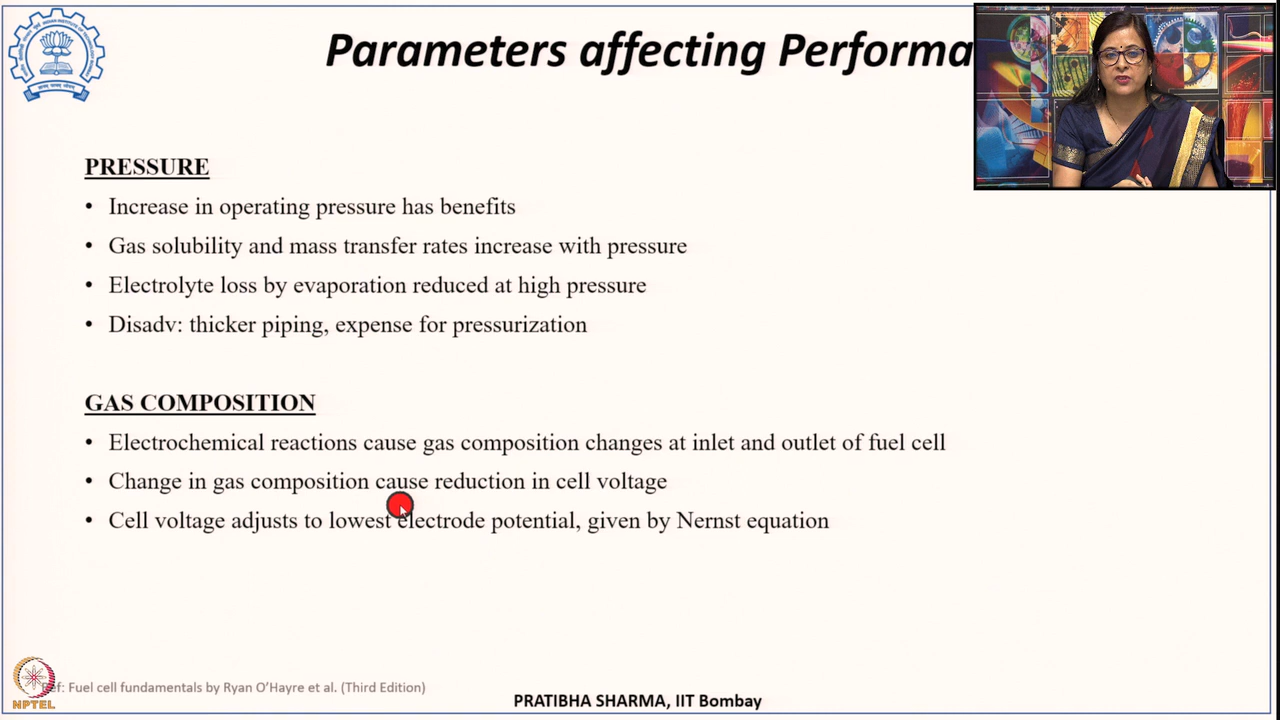 Parameters affecting Performa
PRESSURE
• Increase in operating pressure has benefits
• Gas solubility and mass transfer rates increase with pressure
• Electrolyte loss by evaporation reduced at high pressure
• Disadv: thicker piping, expense for pressurization
GAS COMPOSITION
• Electrochemical reactions cause gas composition changes at inlet and outlet of fuel cell
• Change in gas composition cause reduction in cell voltage
• Cell voltage adjusts to lowest electrode potential, given by Nernst equation
Ref: Fuel cell fundamentals by Ryan O’Hayre et al. (Third Edition)
NPTEL
PRATIBHA SHARMA, IIT Bombay